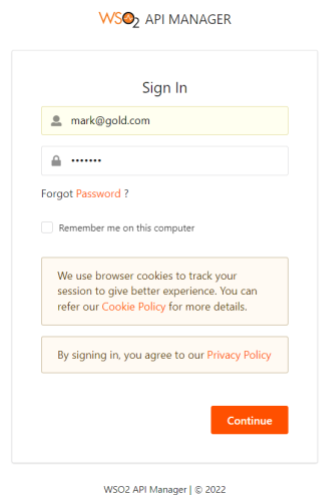 WSO2 API MANAGER
Sign In
mark@gold.com
•••••••
Forgot Password ?
Remember me on this computer
We use browser cookies to track your
session to give better experience. You can
refer our Cookie Policy for more details.
By signing in, you agree to our Privacy Policy
Continue
WSO2 API Manager | © 2022